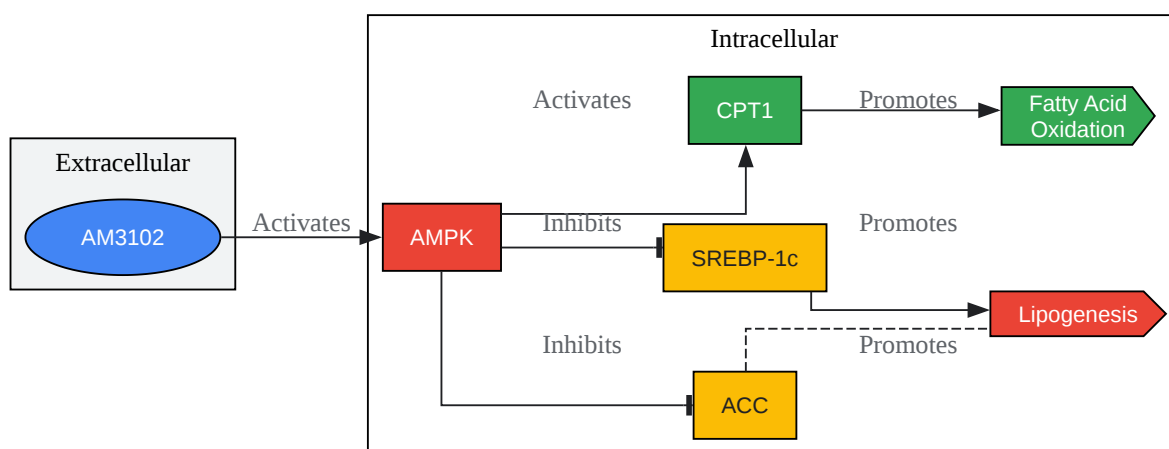 Intracellular
Activates
CPT1
Promotes
Fatty Acid
Oxidation
Extracellular
AM3102
Activates
AMPK
Inhibits
SREBP-1c
Promotes
Lipogenesis
Inhibits
Promotes
ACC